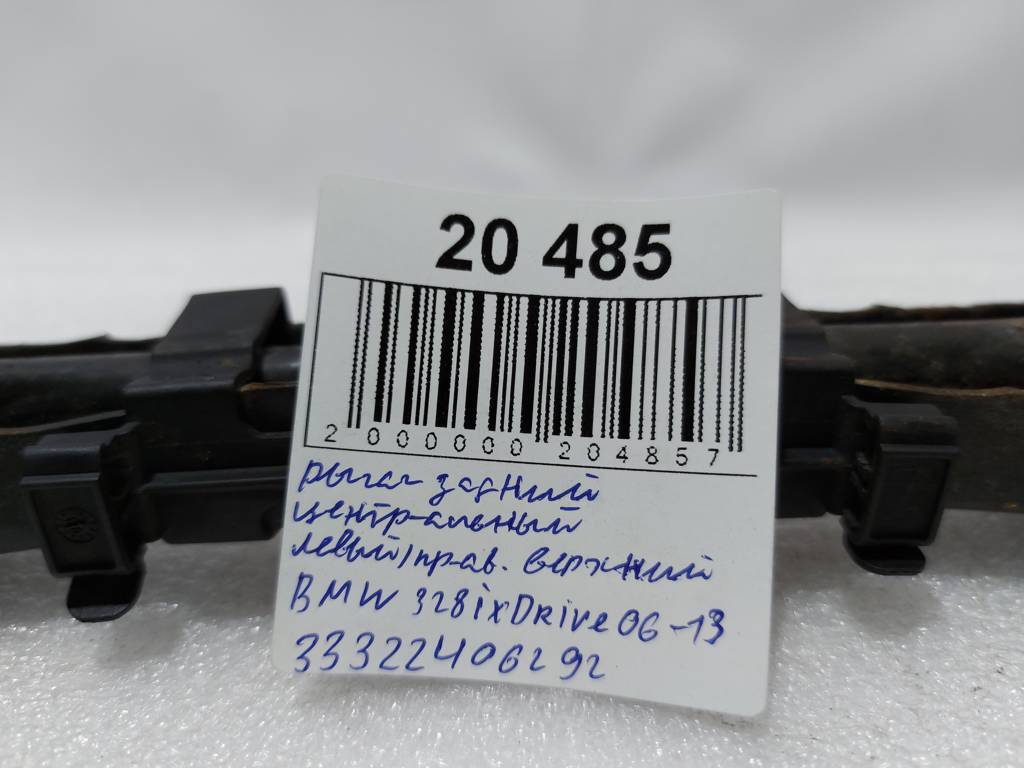 20 485
2 000000 204857
рычаг задний
центральный
левый/прав. верхний
BMW 328ixDrive 06-13
33322406292